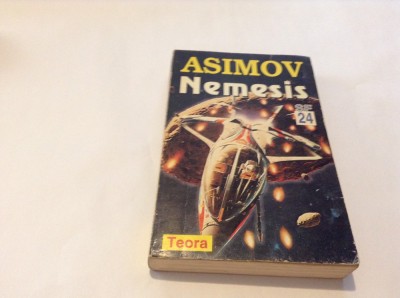 ASIMOV
Nemesis
SF
24
Teora